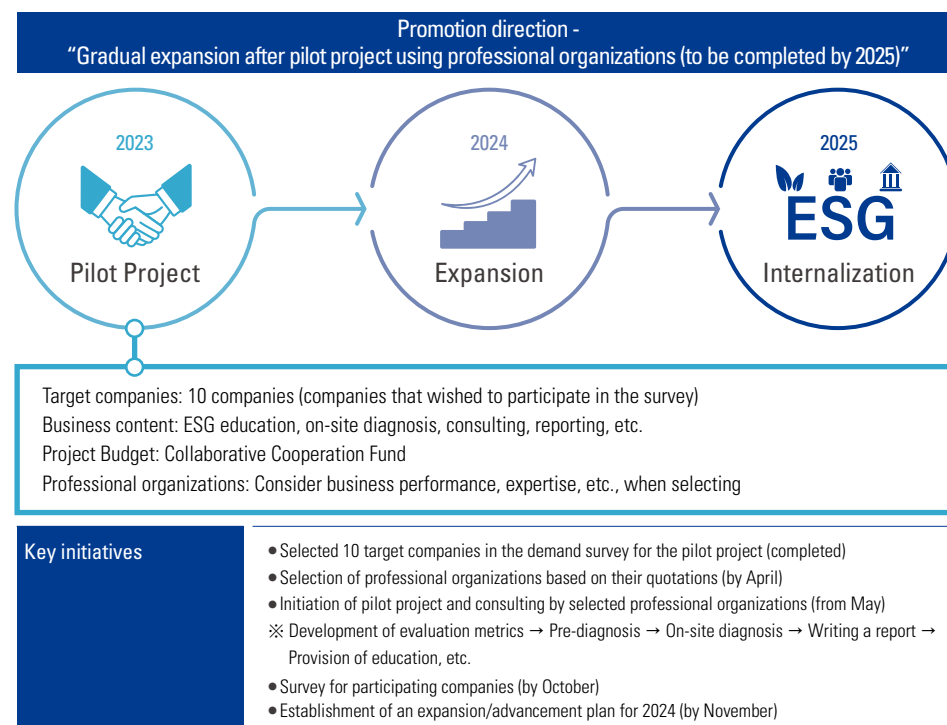 Promotion direction -
“Gradual expansion after pilot project using professional organizations (to be completed by 2025)”
2023
Pilot Project
2024
Expansion
2025
ESG
Internalization
Target companies: 10 companies (companies that wished to participate in the survey)
Business content: ESG education, on-site diagnosis, consulting, reporting, etc.
Project Budget: Collaborative Cooperation Fund
Professional organizations: Consider business performance, expertise, etc., when selecting
Key initiatives
● Selected 10 target companies in the demand survey for the pilot project (completed)
● Selection of professional organizations based on their quotations (by April)
● Initiation of pilot project and consulting by selected professional organizations (from May)
※ Development of evaluation metrics → Pre-diagnosis → On-site diagnosis → Writing a report →
Provision of education, etc.
● Survey for participating companies (by October)
● Establishment of an expansion/advancement plan for 2024 (by November)